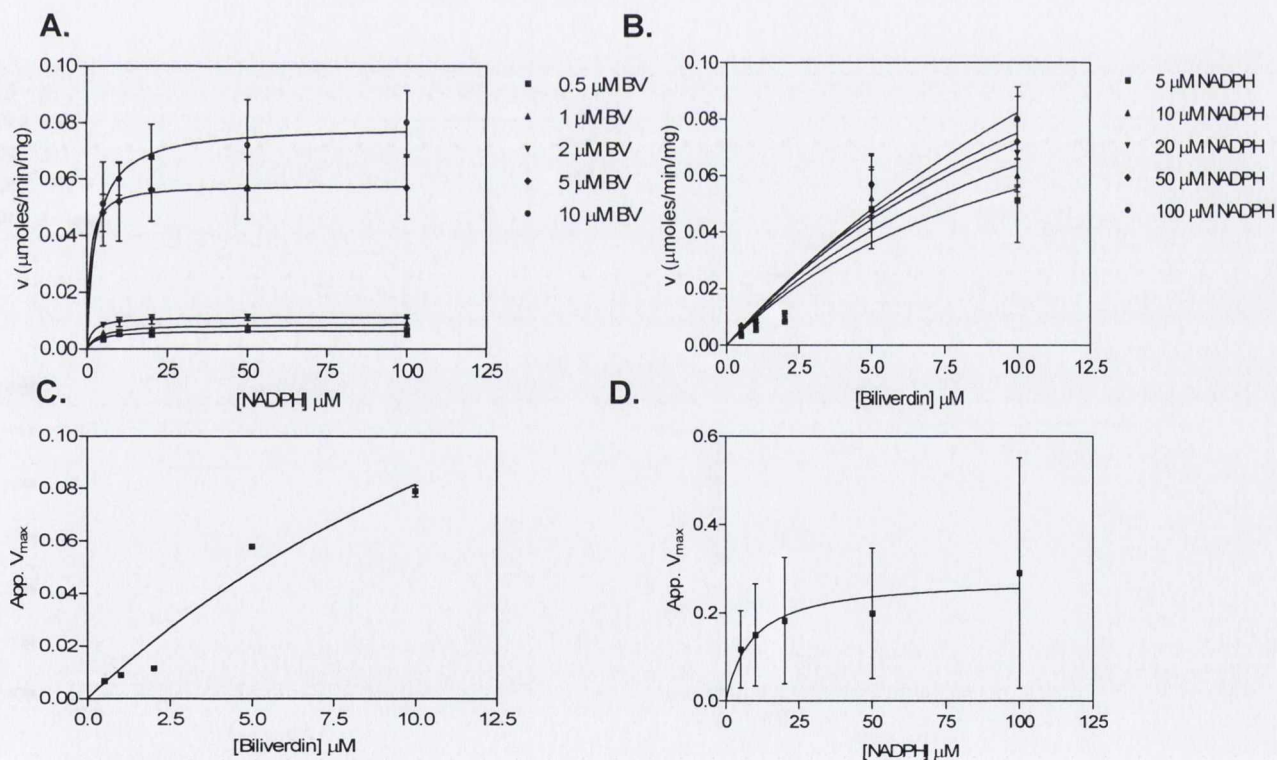 A.
0.10
0.08
0.06
0.04
0.02
0.00
0
25
50
75
100
125
v (µmoles/min/mg)
[NADPH] µM
0.5 µM BV
1 µM BV
2 µM BV
5 µM BV
10 µM BV
B.
0.10
0.08
0.06
0.04
0.02
0.00
0.0
2.5
5.0
7.5
10.0
12.5
v (µmoles/min/mg)
[Biliverdin] µM
5 µM NADPH
10 µM NADPH
20 µM NADPH
50 µM NADPH
100 µM NADPH
C.
0.10
0.08
0.06
0.04
0.02
0.00
0.0
2.5
5.0
7.5
10.0
12.5
App. Vmax
[Biliverdin] µM
D.
0.6
0.4
0.2
0.0
0
25
50
75
100
125
App. Vmax
[NADPH] µM